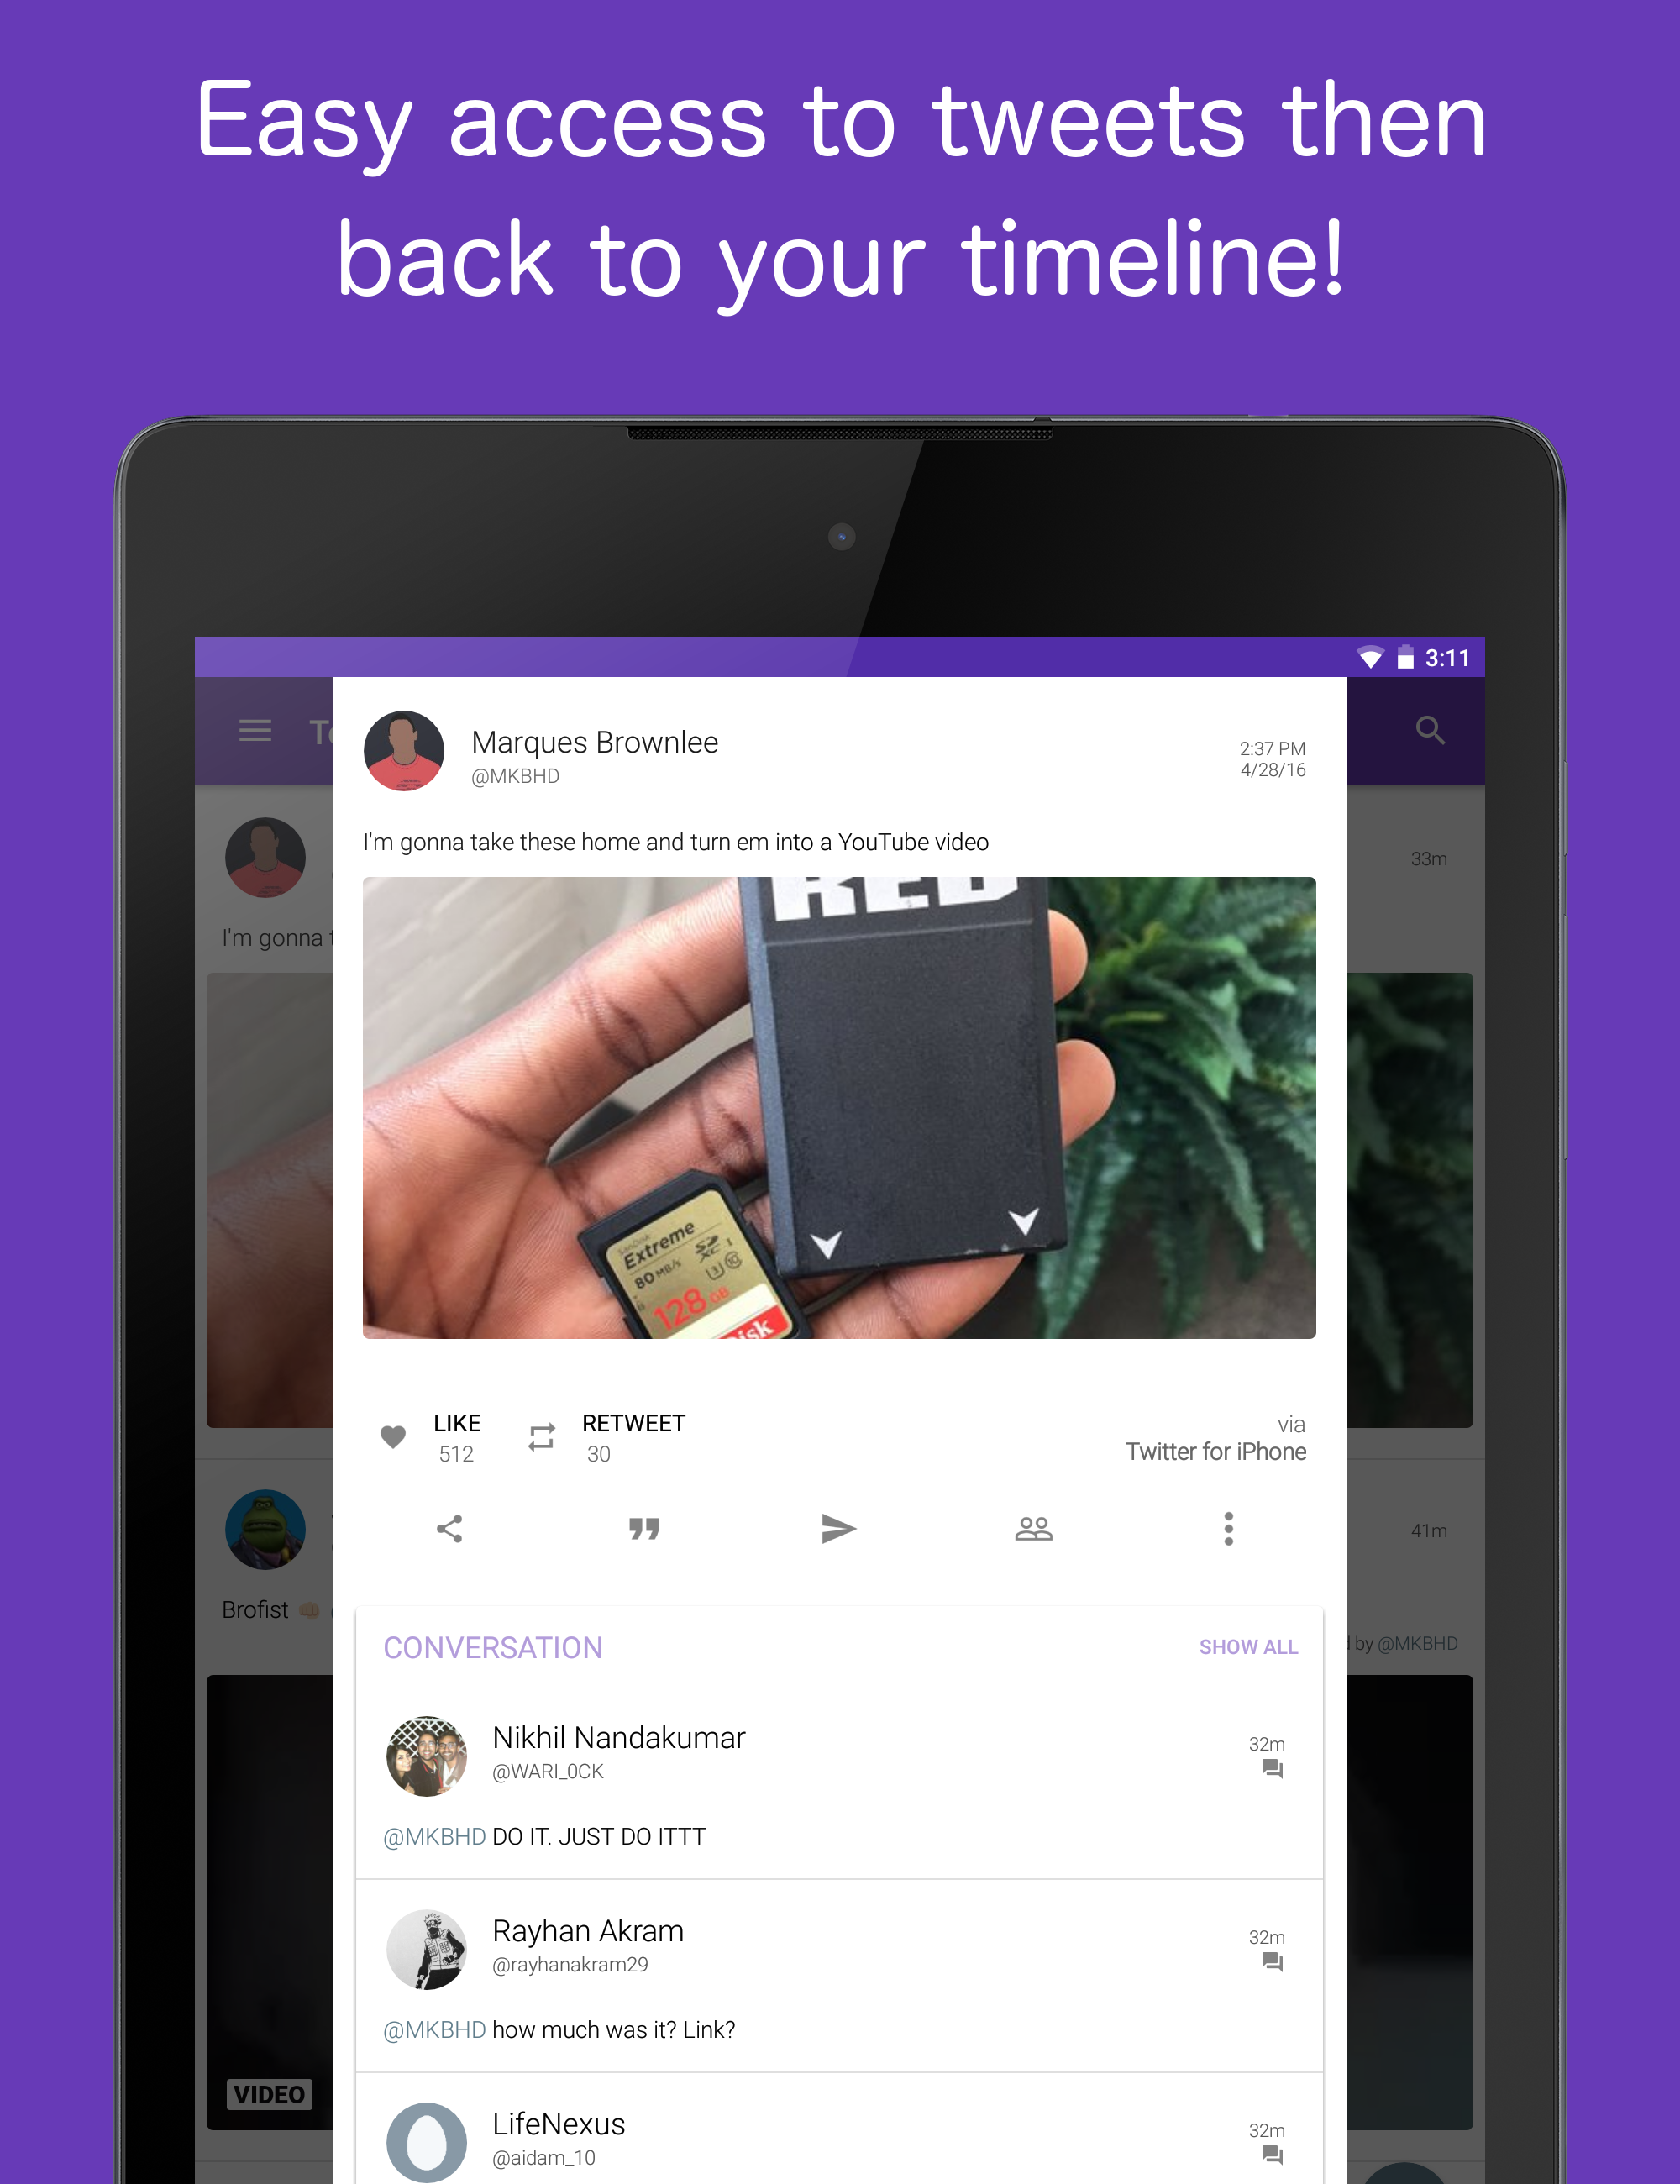 Easy access to tweets then
back to your timeline!
3:11
Marques Brownlee
@MKBHD
2:37 PM
4/28/16
33m
I'm gonna take these home and turn em into a YouTube video
I'm gonna
RED
SanDisk
Extreme
80 MB/s
SD
XC I
128 GB
LIKE
512
RETWEET
30
via
Twitter for iPhone
41m
Brofist
by @MKBHD
CONVERSATION
SHOW ALL
Nikhil Nandakumar
@WARI_0CK
32m
@MKBHD DO IT. JUST DO ITTT
Rayhan Akram
@rayhanakram29
32m
@MKBHD how much was it? Link?
VIDEO
LifeNexus
@aidam_10
32m